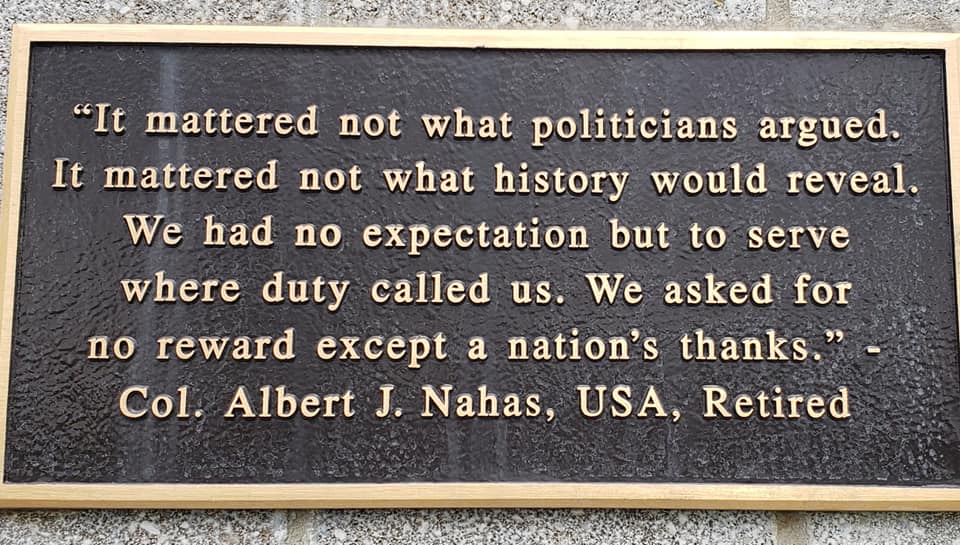 “It mattered not what politicians argued.
It mattered not what history would reveal.
We had no expectation but to serve
where duty called us. We asked for
no reward except a nation’s thanks.” -
Col. Albert J. Nahas, USA, Retired